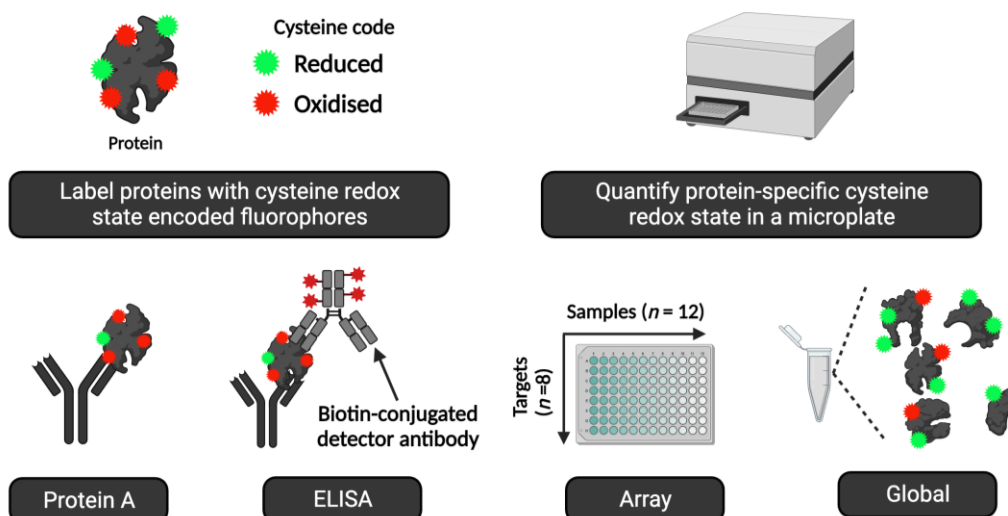 Cysteine code
Reduced
Oxidised
Protein
Label proteins with cysteine redox
state encoded fluorophores
Quantify protein-specific cysteine
redox state in a microplate
Biotin-conjugated
detector antibody
Samples (n = 12)
Targets
(n=8)
Protein A
ELISA
Array
Global